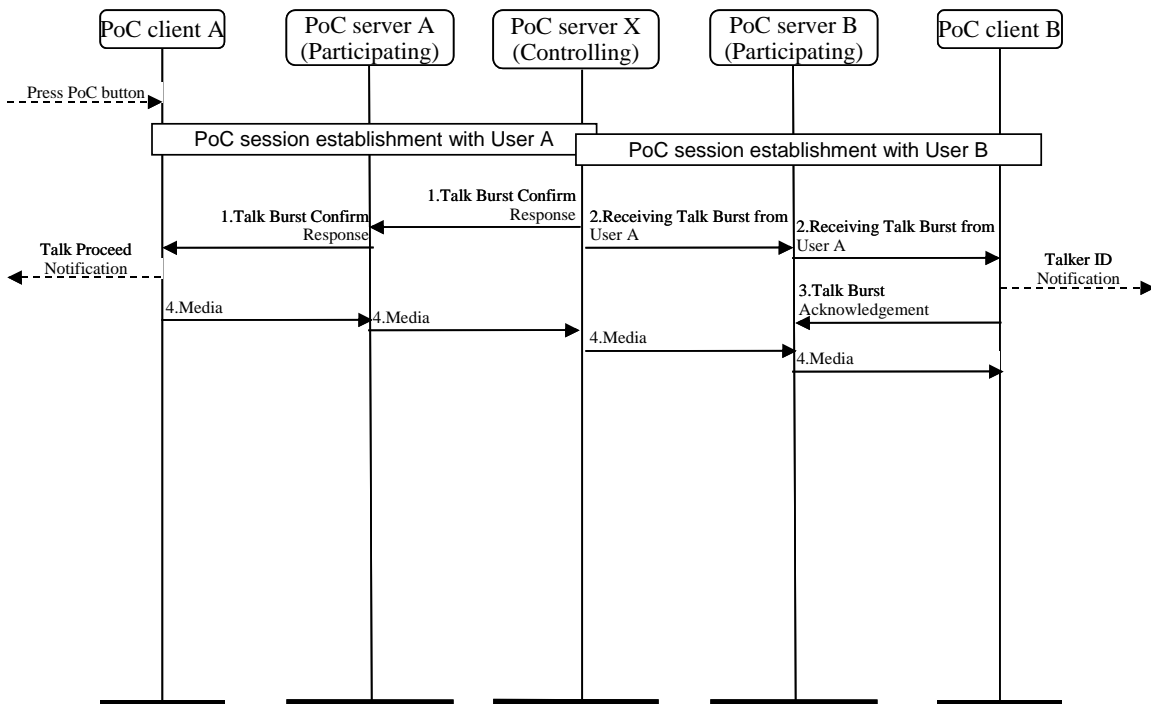 PoC client A
PoC server A
(Participating)
PoC server X
(Controlling)
PoC server B
(Participating)
PoC client B
Press PoC button
PoC session establishment with User A
PoC session establishment with User B
1.Talk Burst Confirm
Response
1.Talk Burst Confirm
Response
2.Receiving Talk Burst from
User A
2.Receiving Talk Burst from
User A
Talk Proceed
Notification
Talker ID
Notification
3.Talk Burst
Acknowledgement
4.Media
4.Media
4.Media
4.Media